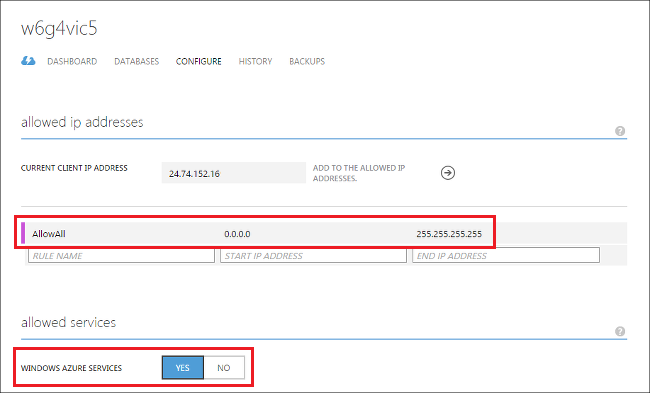 w6g4vic5
DASHBOARD DATABASES CONFIGURE HISTORY BACKUPS
allowed ip addresses
?
CURRENT CLIENT IP ADDRESS 24.74.152.16 ADD TO THE ALLOWED IP
ADDRESSES.
AllowAll 0.0.0.0 255.255.255.255
RULE NAME START IP ADDRESS END IP ADDRESS
allowed services
?
WINDOWS AZURE SERVICES YES NO